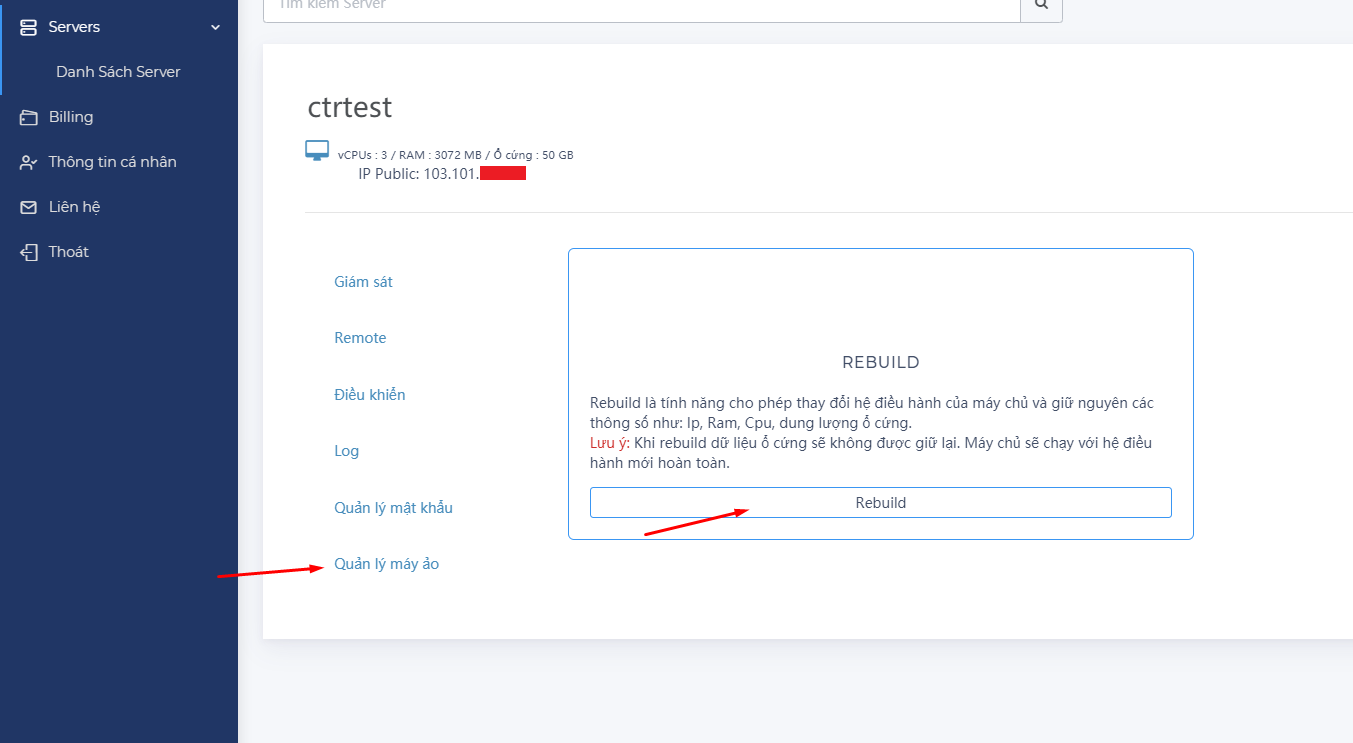 Tìm kiếm Server
Servers
Danh Sách Server
Billing
Thông tin cá nhân
Liên hệ
Thoát
ctrtest
vCPUs : 3 / RAM : 3072 MB / Ổ cứng : 50 GB
IP Public: 103.101.
Giám sát
Remote
Điều khiển
Log
Quản lý mật khẩu
Quản lý máy ảo
REBUILD
Rebuild là tính năng cho phép thay đổi hệ điều hành của máy chủ và giữ nguyên các
thông số như: Ip, Ram, Cpu, dung lượng ổ cứng.
Lưu ý: Khi rebuild dữ liệu ổ cứng sẽ không được giữ lại. Máy chủ sẽ chạy với hệ điều
hành mới hoàn toàn.
Rebuild